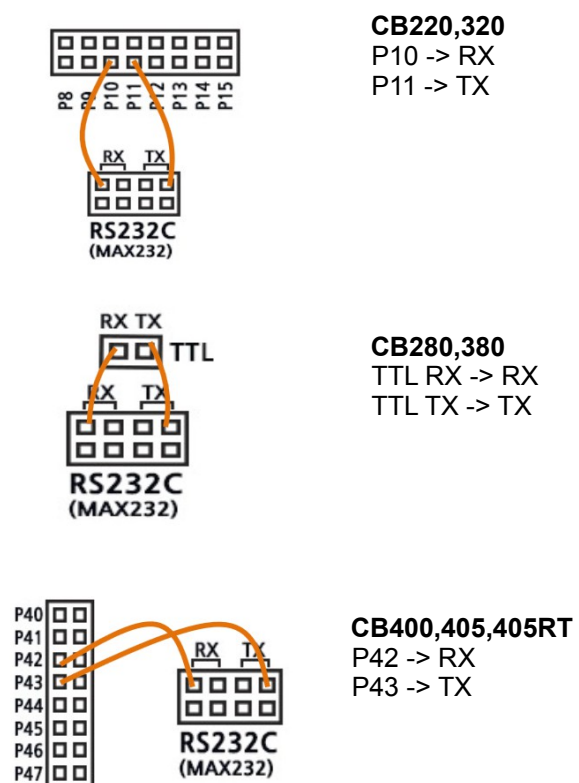 CB220,320
P10 -> RX
P11 -> TX
P8
P9
P10
P11
P12
P13
P14
P15
RX TX
RS232C
(MAX232)
RX TX
TTL
CB280,380
TTL RX -> RX
TTL TX -> TX
RX TX
RS232C
(MAX232)
CB400,405,405RT
P42 -> RX
P43 -> TX
P40
P41
P42
P43
P44
P45
P46
P47
RX TX
RS232C
(MAX232)